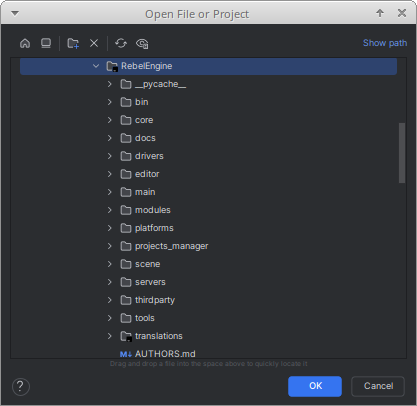 Open File or Project
Show path
RebelEngine
__pycache__
bin
core
docs
drivers
editor
main
modules
platforms
projects_manager
scene
servers
thirdparty
tools
translations
M↓ AUTHORS.md
Drag and drop a file into the space above to quickly locate it
?
OK
Cancel